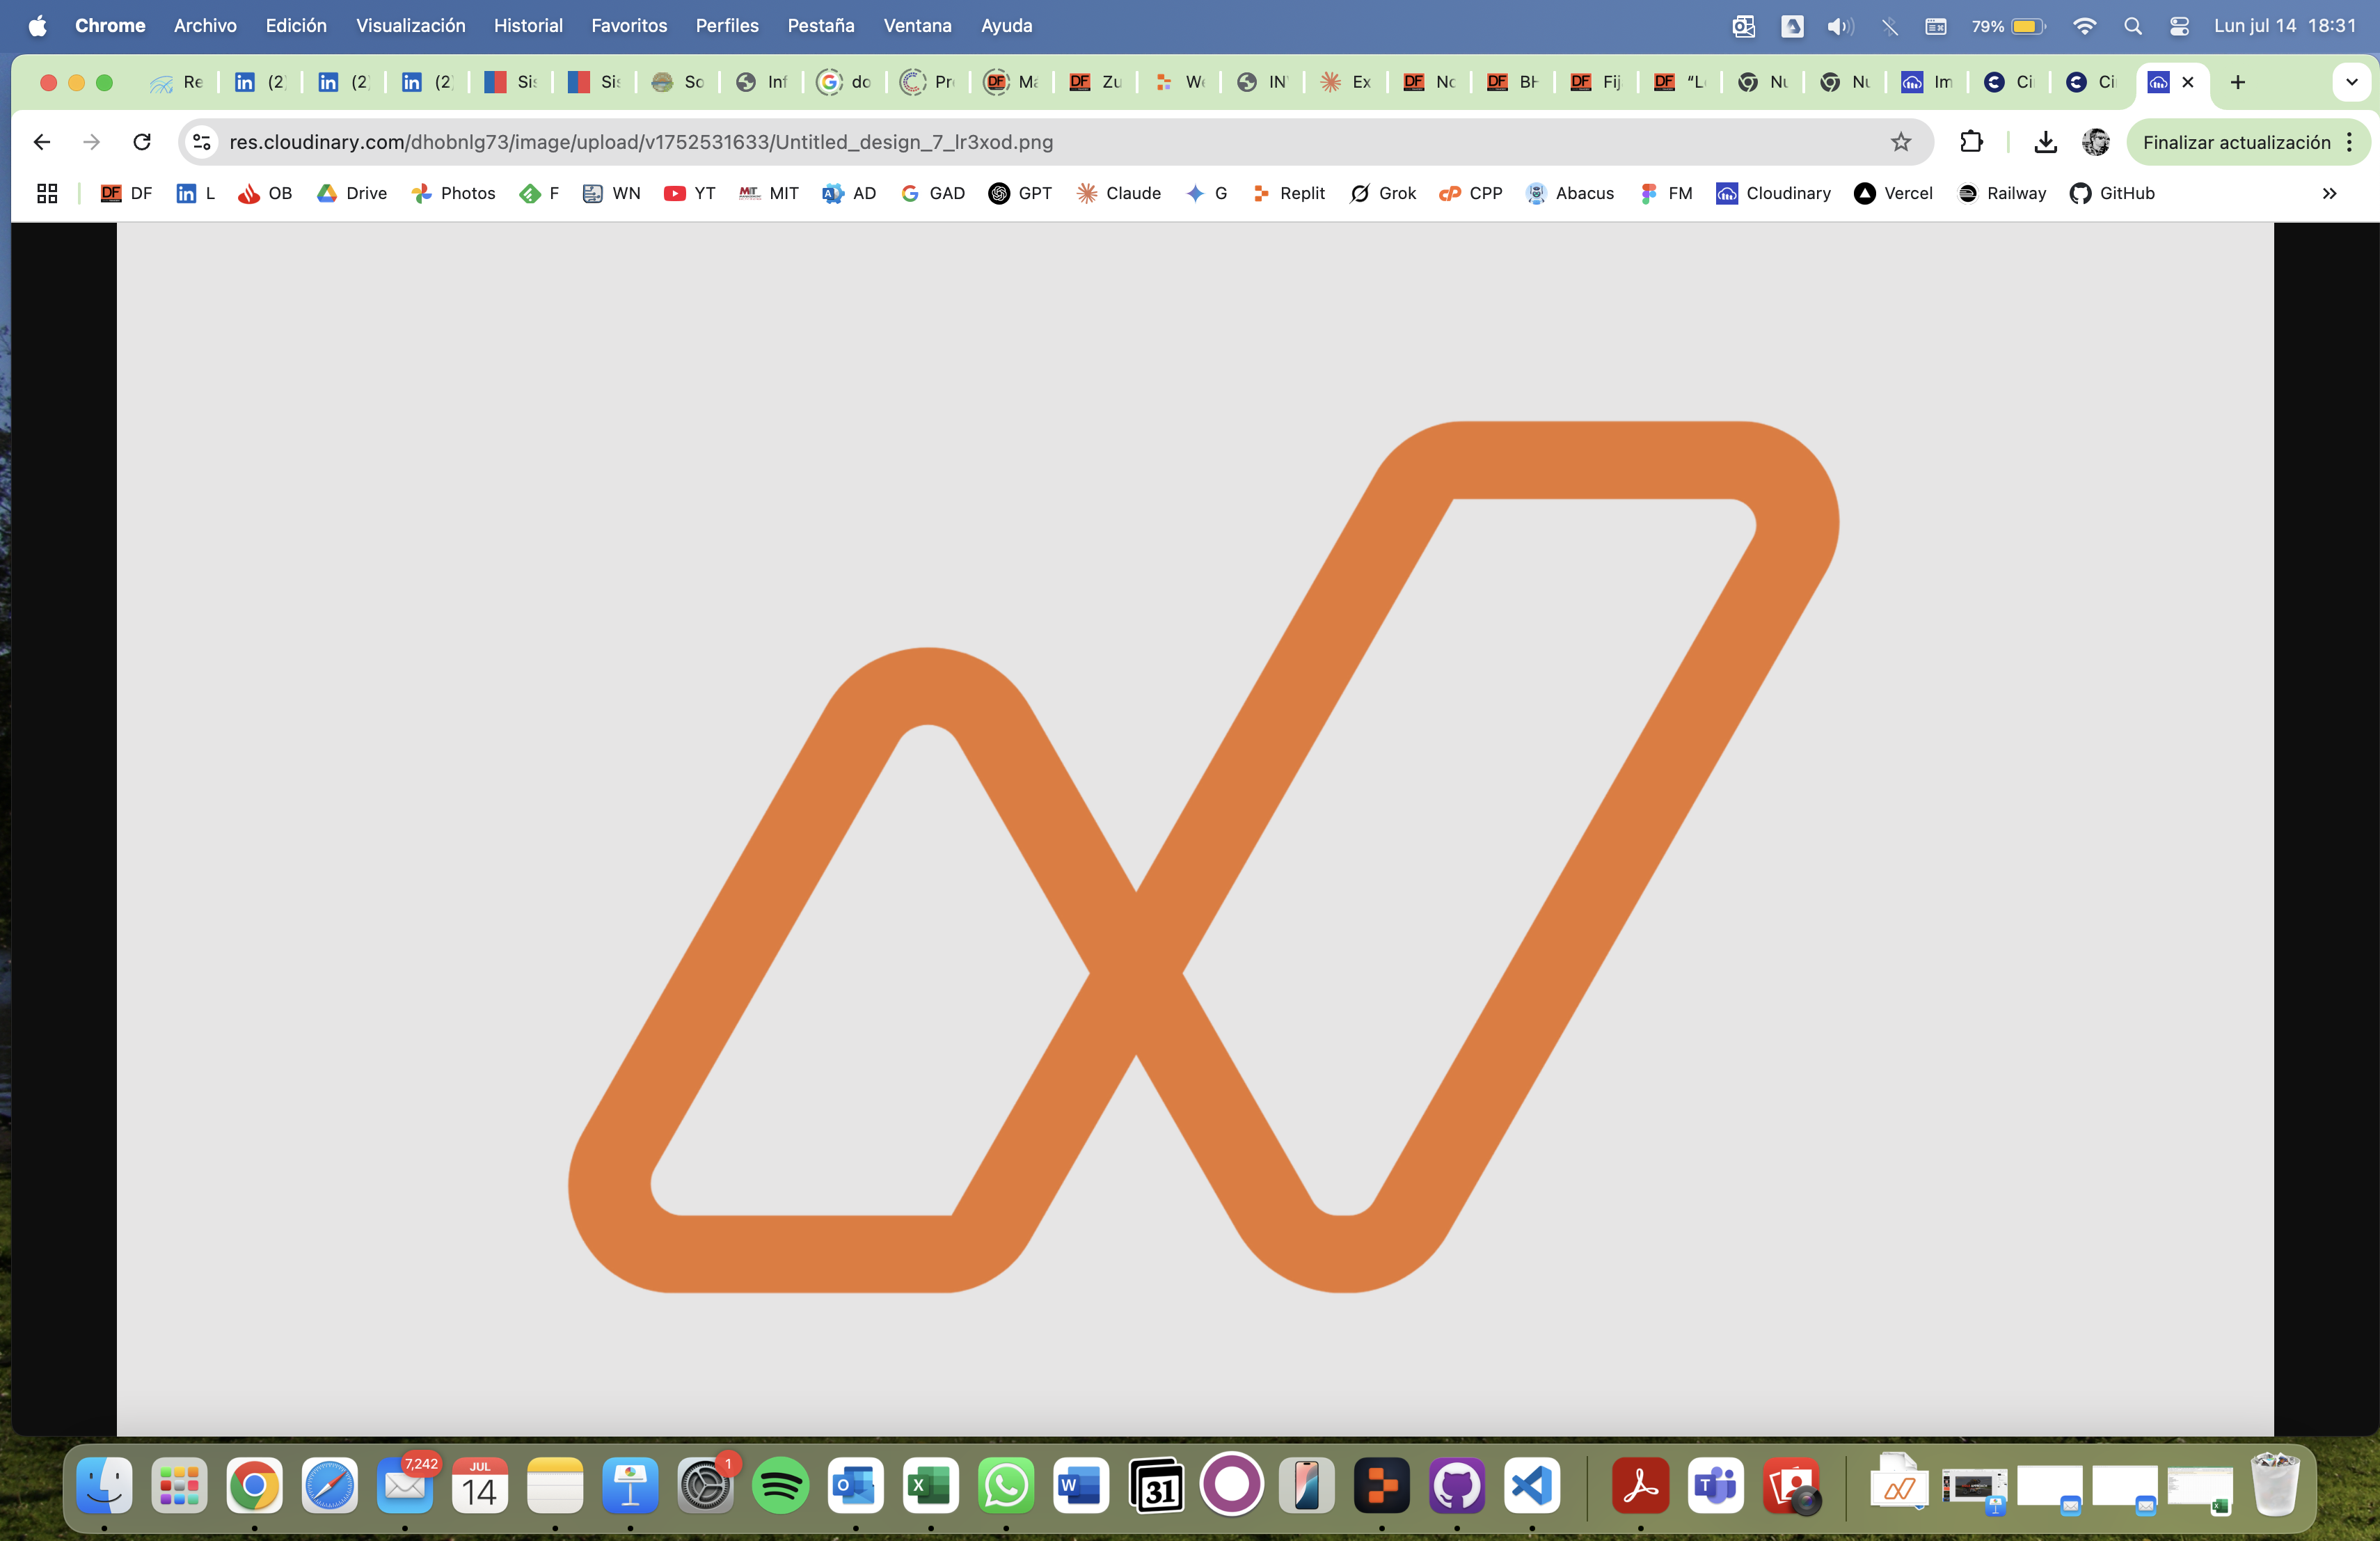 Chrome Archivo Edición Visualización Historial Favoritos Perfiles Pestaña Ventana Ayuda 79% Lun jul 14 18:31
Re (2 (2 (2 Sis Sis So Inf do Pr Ma Zu We IN Ex No BH Fij “L Nu Nu Im Ci Ci
res.cloudinary.com/dhobnlg73/image/upload/v1752531633/Untitled_design_7_lr3xod.png Finalizar actualización
DF L OB Drive Photos F WN YT MIT AD GAD GPT Claude G Replit Grok CPP Abacus FM Cloudinary Vercel Railway GitHub
7,242 JUL 1
14 31